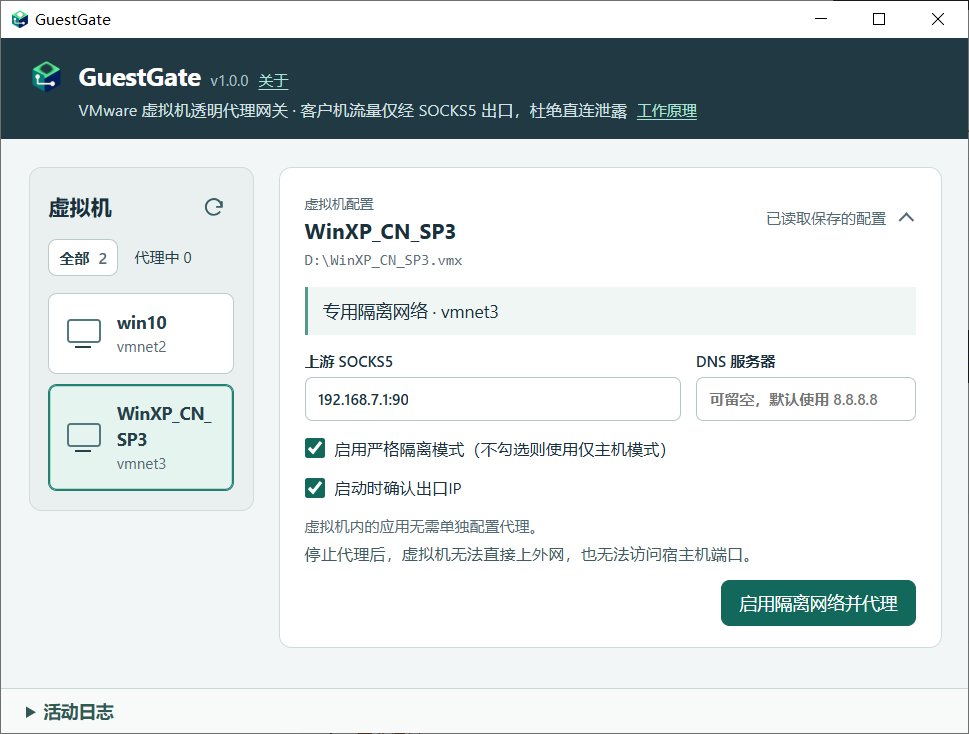 GuestGate
GuestGate v1.0.0 关于
VMware 虚拟机透明代理网关 · 客户机流量仅经 SOCKS5 出口，杜绝直连泄露 工作原理
虚拟机
全部 2 代理中 0
win10
vmnet2
WinXP_CN_
SP3
vmnet3
虚拟机配置
WinXP_CN_SP3
D:\WinXP_CN_SP3.vmx
已读取保存的配置
专用隔离网络 · vmnet3
上游 SOCKS5
192.168.7.1:90
DNS 服务器
可留空，默认使用 8.8.8.8
启用严格隔离模式（不勾选则使用仅主机模式）
启动时确认出口IP
虚拟机内的应用无需单独配置代理。
停止代理后，虚拟机无法直接上外网，也无法访问宿主机端口。
启用隔离网络并代理
活动日志